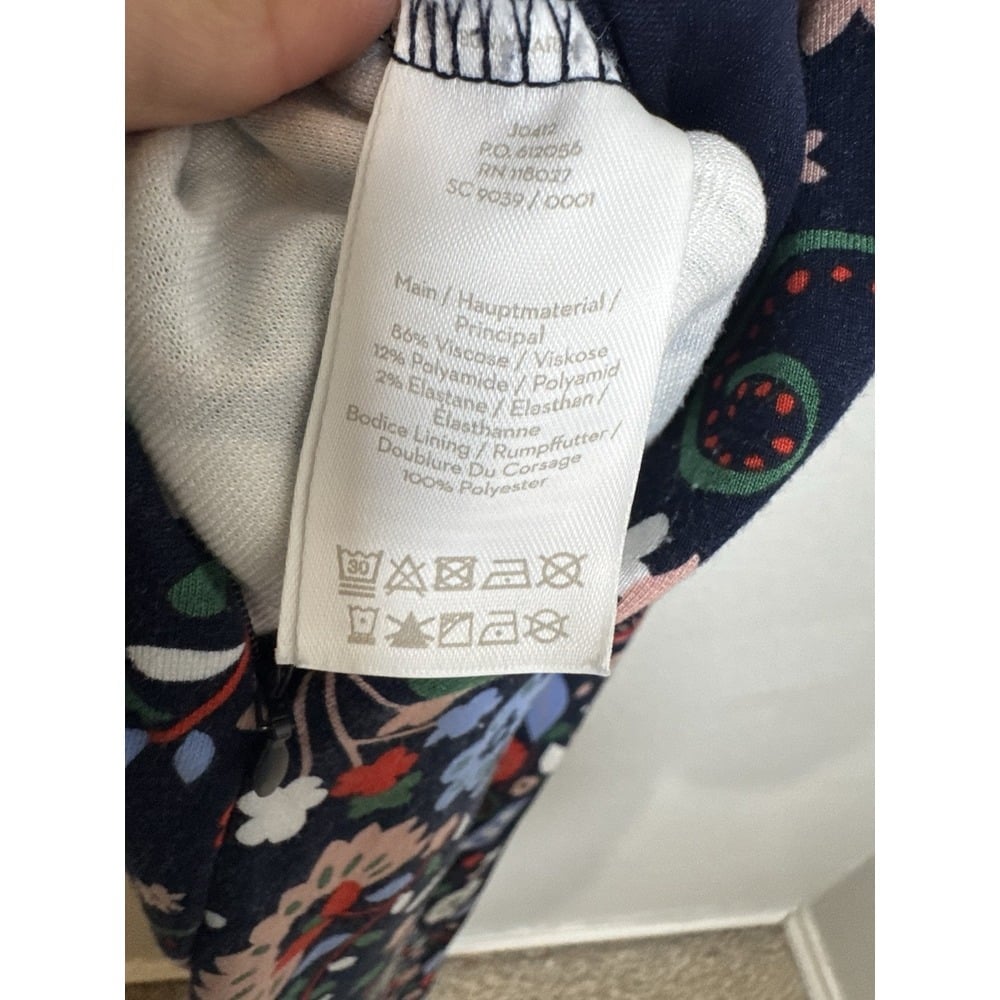 J0412
P.O. 612056
RN 118027
SC 9039 / 0001
Main / Hauptmaterial /
Principal
86% Viscose / Viskose
12% Polyamide / Polyamid
2% Elastane / Elasthan /
Élasthanne
Bodice Lining / Rumpffutter /
Doublure Du Corsage
100% Polyester
30